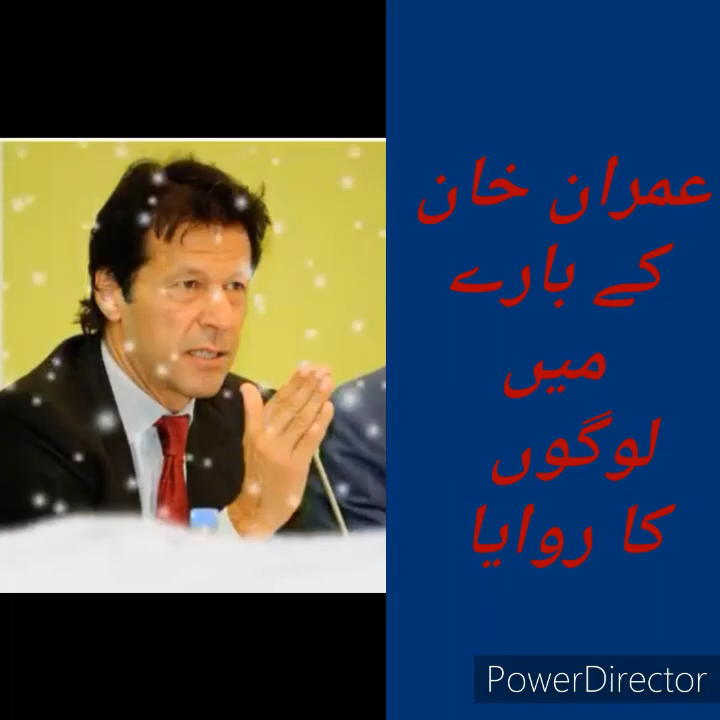 عمران خان
کے بارے
میں
لوگوں
کا روایا
PowerDirector